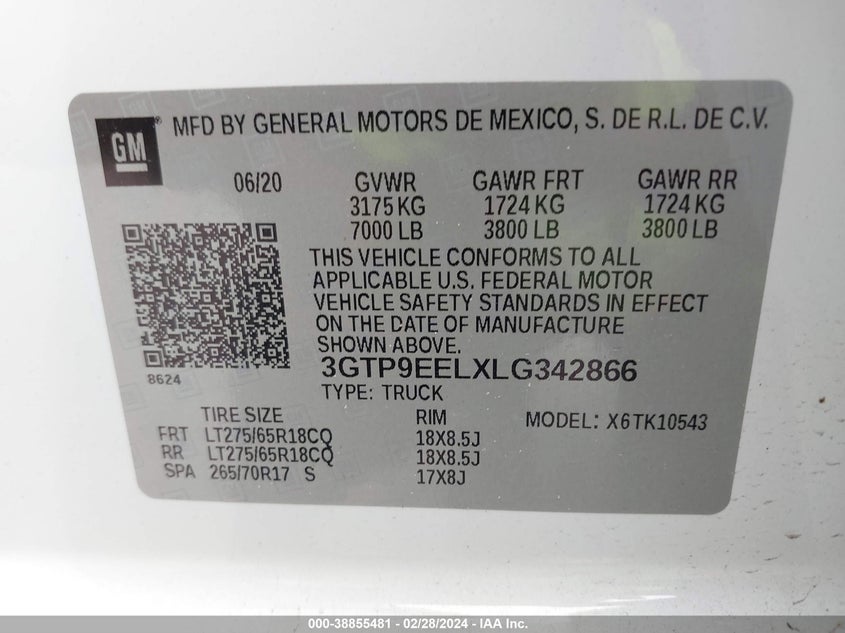 GM® MFD BY GENERAL MOTORS DE MEXICO, S. DE R.L. DE C.V.
06/20 GVWR GAWR FRT GAWR RR
3175 KG 1724 KG 1724 KG
7000 LB 3800 LB 3800 LB
THIS VEHICLE CONFORMS TO ALL
APPLICABLE U.S. FEDERAL MOTOR
VEHICLE SAFETY STANDARDS IN EFFECT
ON THE DATE OF MANUFACTURE
SHOWN ABOVE.
8624
3GTP9EELXLG342866
TYPE: TRUCK
TIRE SIZE RIM MODEL: X6TK10543
FRT LT275/65R18CQ 18X8.5J
RR LT275/65R18CQ 18X8.5J
SPA 265/70R17 S 17X8J
000-38855481 - 02/28/2024 - IAA Inc.